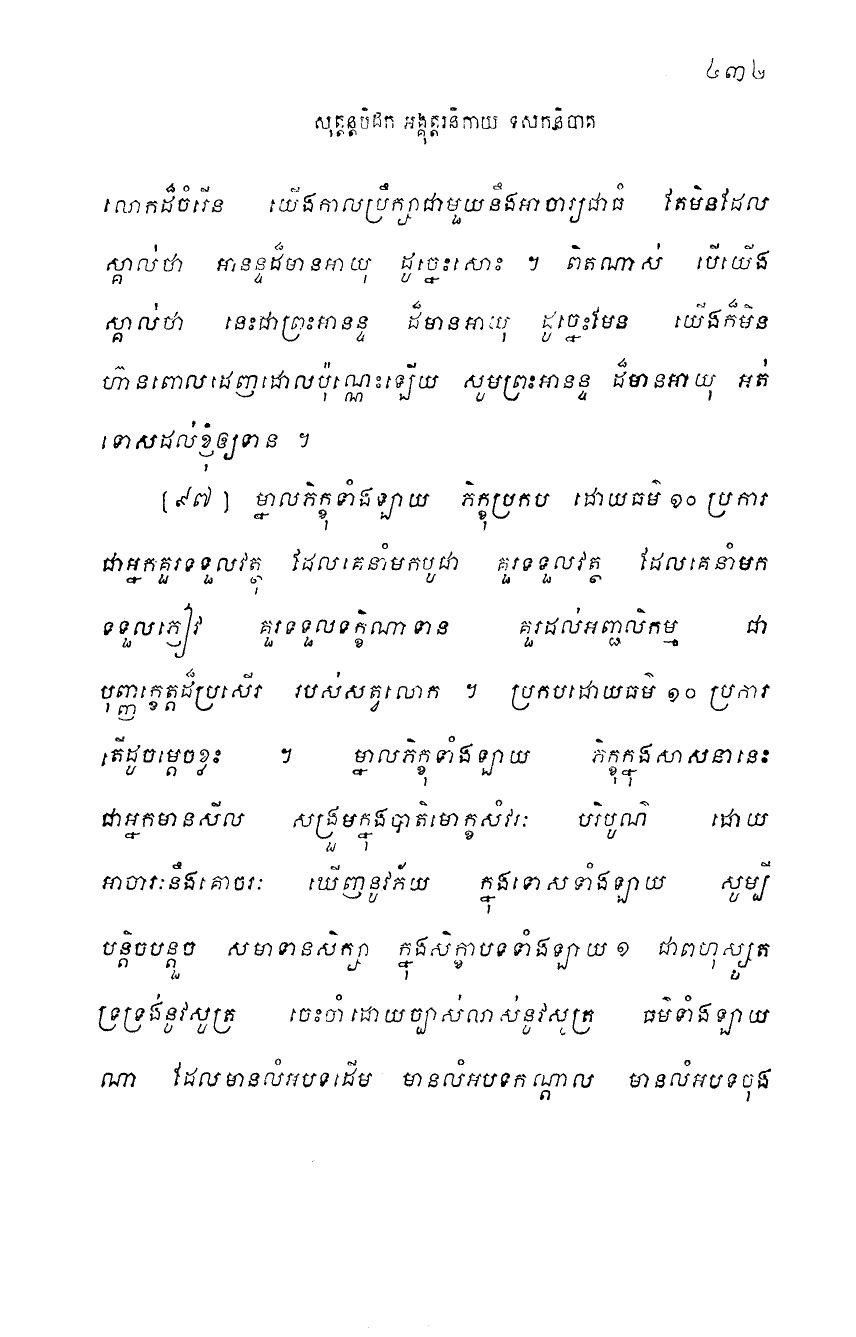 ៤៣២
សុត្តន្តបិដក អង្គុត្តរនិកាយ ទសកនិបាត
លោកដ៏ចំរើន យើងកាលប្រឹក្សាជាមួយនឹងអាចារ្យជាធំ តែមិនដែល
ស្គាល់ថា អានន្ទដ៏មានអាយុ ដូច្នេះសោះ ។ ពិតណាស់ បើយើង
ស្គាល់ថា នេះជាព្រះអានន្ទ ដ៏មានអាយុ ដូច្នេះមែន យើងក៏មិន
ហ៊ានពោលដេញដោលប៉ុណ្ណេះឡើយ សូមព្រះអានន្ទ ដ៏មានអាយុ អត់
ទោសដល់ខ្ញុំឲ្យទាន ។
[៩៧] ម្នាលភិក្ខុទាំងឡាយ ភិក្ខុប្រកប ដោយធម៌ ១០ ប្រការ
ជាអ្នកគួរទទួលវត្ថុ ដែលគេនាំមកបូជា គួរទទួលវត្ថុ ដែលគេនាំមក
ទទួលភ្ញៀវ គួរទទួលទក្ខិណាទាន គួរដល់អញ្ជលិកម្ម ជា
បុញ្ញក្ខេត្តដ៏ប្រសើរ របស់សត្វលោក ។ ប្រកបដោយធម៌ ១០ ប្រការ
តើដូចម្តេចខ្លះ ។ ម្នាលភិក្ខុទាំងឡាយ ភិក្ខុក្នុងសាសនានេះ
ជាអ្នកមានសីល សង្រួមក្នុងបាតិមោក្ខសំវរៈ បរិបូណ៌ ដោយ
អាចារៈនឹងគោចរៈ ឃើញនូវភ័យ ក្នុងទោសទាំងឡាយ សូម្បី
បន្តិចបន្តួច សមាទានសិក្សា ក្នុងសិក្ខាបទទាំងឡាយ ១ ជាពហុស្សូត
ទ្រទ្រង់នូវសូត្រ ចេះចាំដោយច្បាស់លាស់នូវសូត្រ ធម៌ទាំងឡាយ
ណា ដែលមានលំអបទដើម មានលំអបទកណ្តាល មានលំអបទចុង